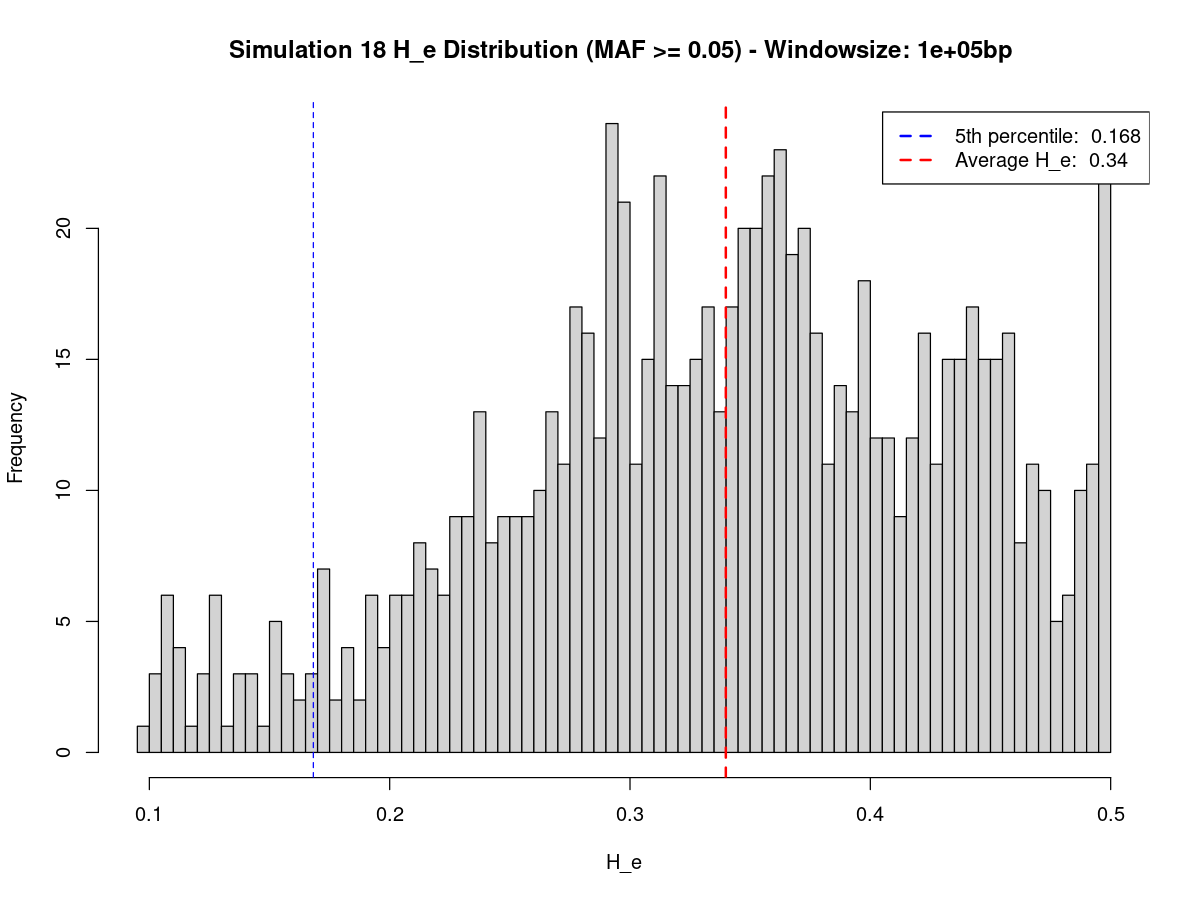 Simulation 18 H_e Distribution (MAF >= 0.05) - Windowsize: 1e+05bp
5th percentile:  0.168
Average H_e:  0.34
Frequency
20
15
10
5
0
0.1 0.2 0.3 0.4 0.5
H_e